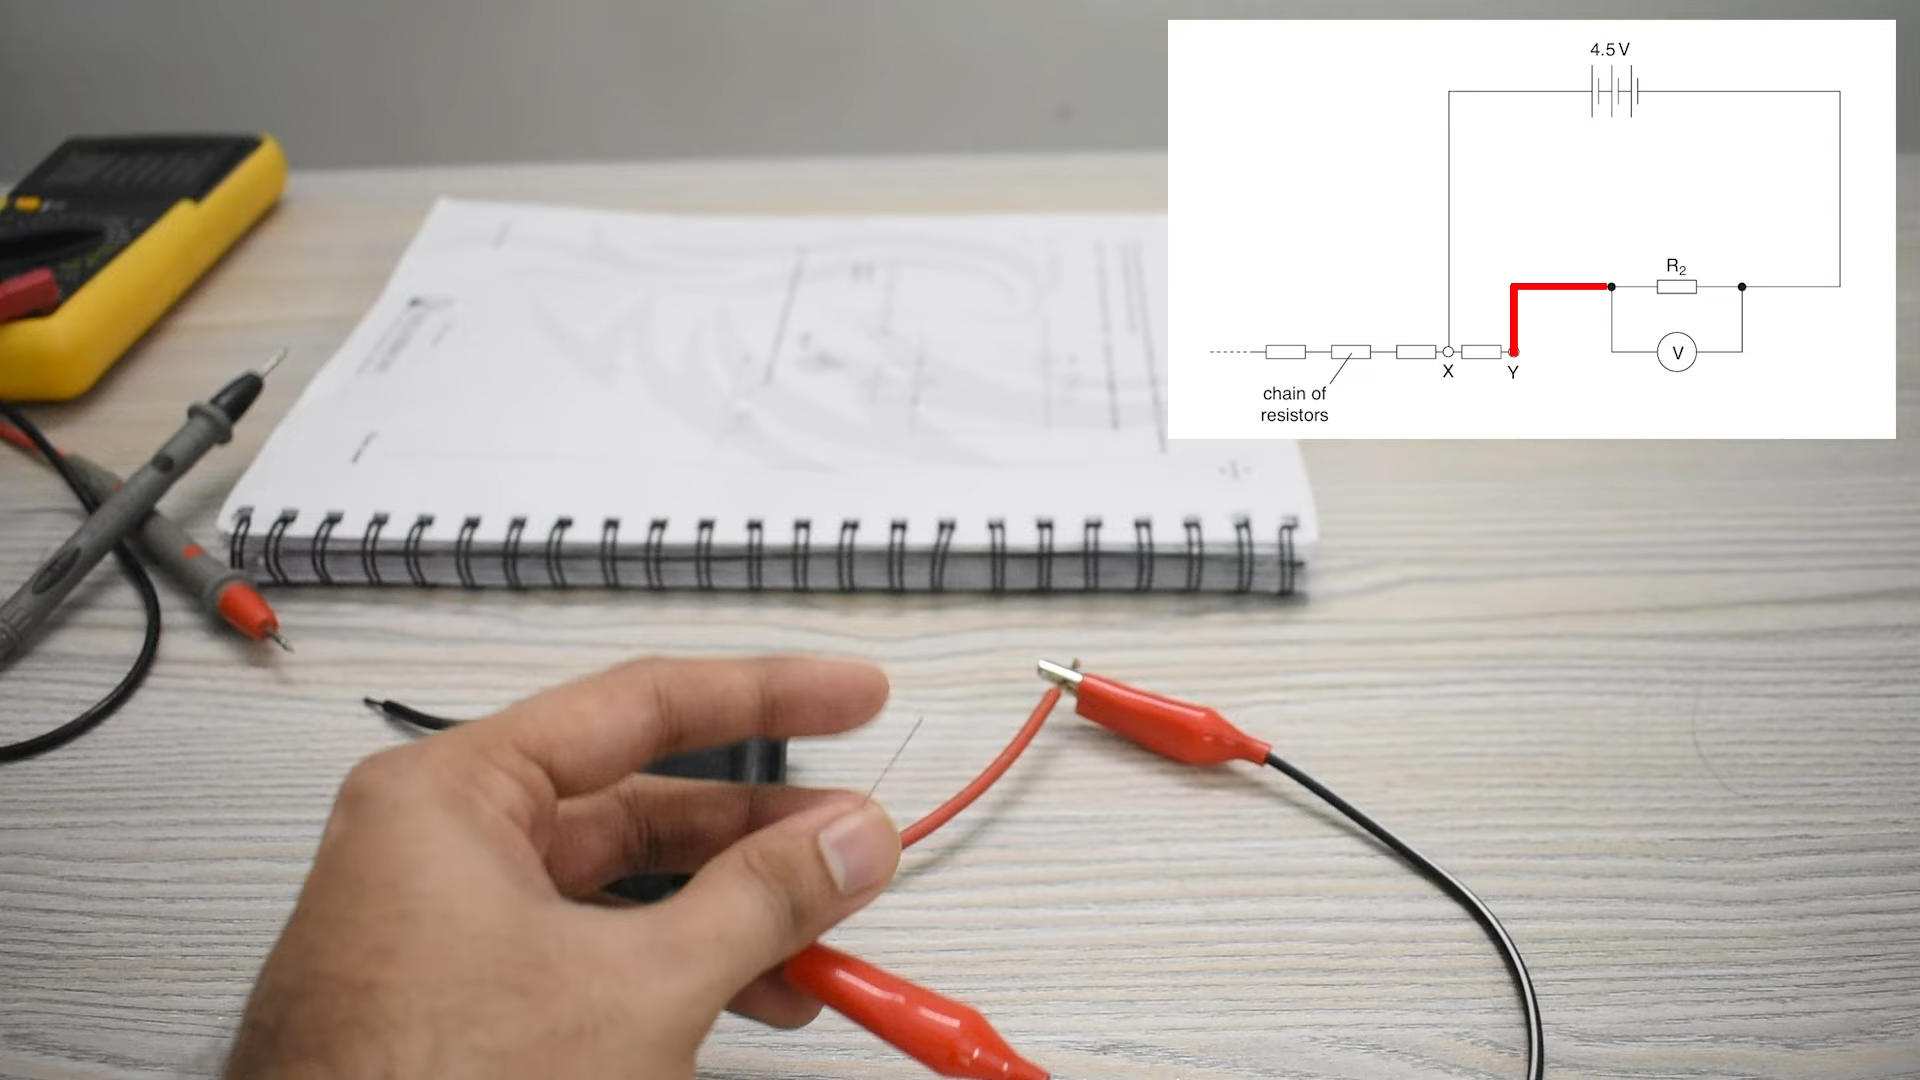 4.5 V
R₂
V
X
Y
chain of
resistors